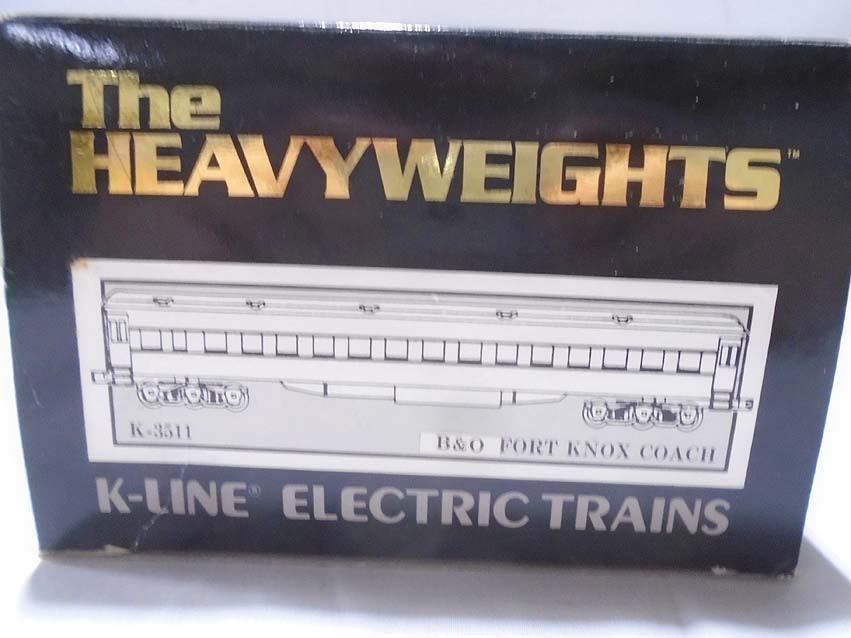 The
HEAVYWEIGHTS™
K-3511
B&O FORT KNOX COACH
K-LINE® ELECTRIC TRAINS